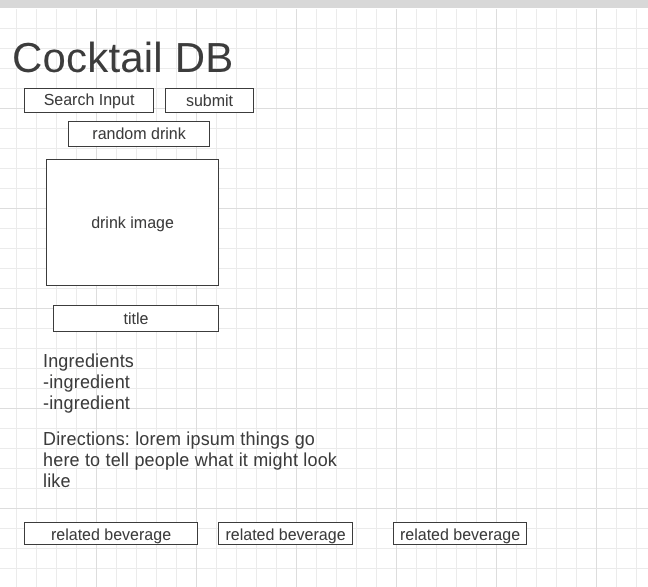 Cocktail DB
Search Input
submit
random drink
drink image
title
Ingredients
-ingredient
-ingredient
Directions: lorem ipsum things go
here to tell people what it might look
like
related beverage
related beverage
related beverage